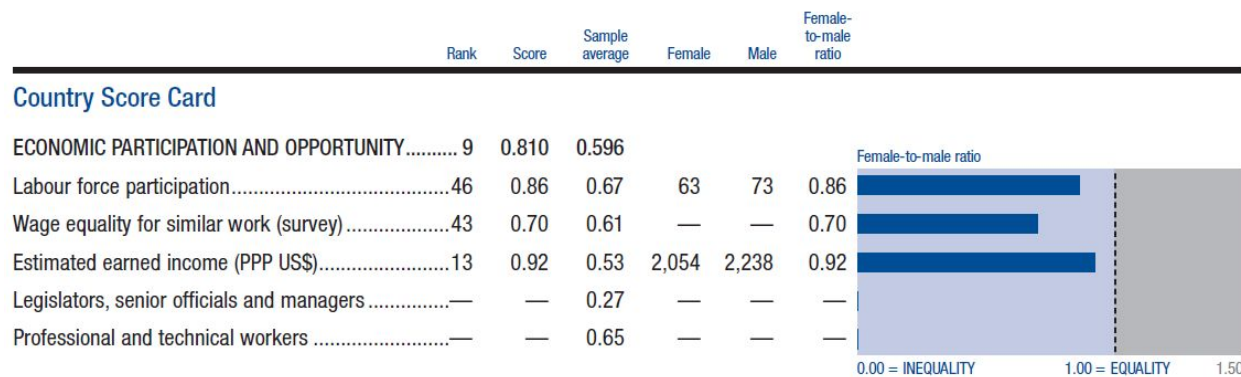 Rank Score Sample average Female Male Female-to-male ratio
Country Score Card
ECONOMIC PARTICIPATION AND OPPORTUNITY.......... 9 0.810 0.596
Female-to-male ratio
Labour force participation.....................................46 0.86 0.67 63 73 0.86
Wage equality for similar work (survey)...................43 0.70 0.61 — — 0.70
Estimated earned income (PPP US$)........................13 0.92 0.53 2,054 2,238 0.92
Legislators, senior officials and managers...............— — 0.27 — — —
Professional and technical workers.........................— — 0.65 — — —
0.00 = INEQUALITY 1.00 = EQUALITY 1.50